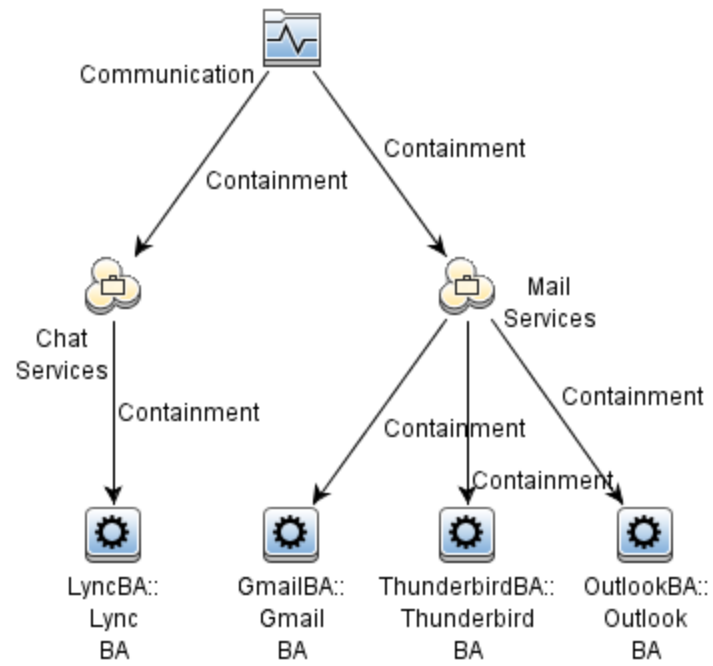 Communication
Containment
Containment
Chat
Services
Mail
Services
Containment
Containment
Containment
Containment
LyncBA::
Lync
BA
GmailBA::
Gmail
BA
ThunderbirdBA::
Thunderbird
BA
OutlookBA::
Outlook
BA